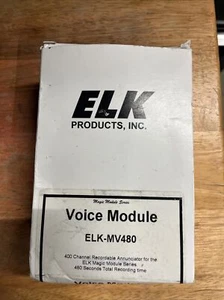 ELK
PRODUCTS, INC.
Magic Module Series
Voice Module
ELK-MV480
400 Channel Recordable Annunciator for the
ELK Magic Module Series
480 Seconds Total Recording time